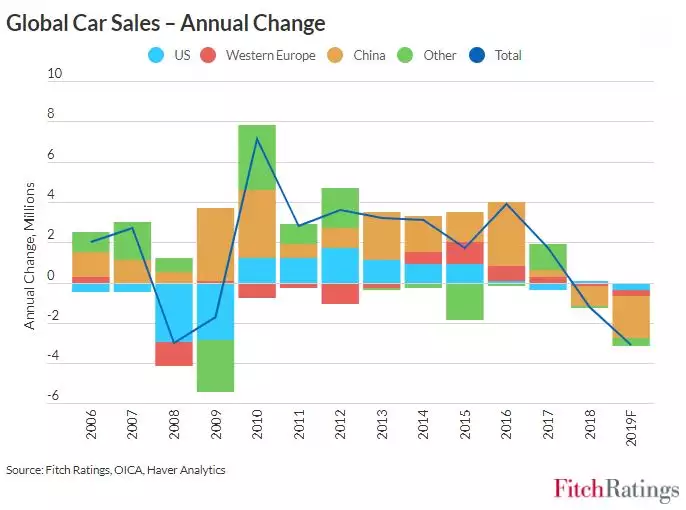 Global Car Sales – Annual Change
US Western Europe China Other Total
Annual Change, Millions
10
8
6
4
2
0
-2
-4
-6
2006 2007 2008 2009 2010 2011 2012 2013 2014 2015 2016 2017 2018 2019F
Source: Fitch Ratings, OICA, Haver Analytics
FitchRatings